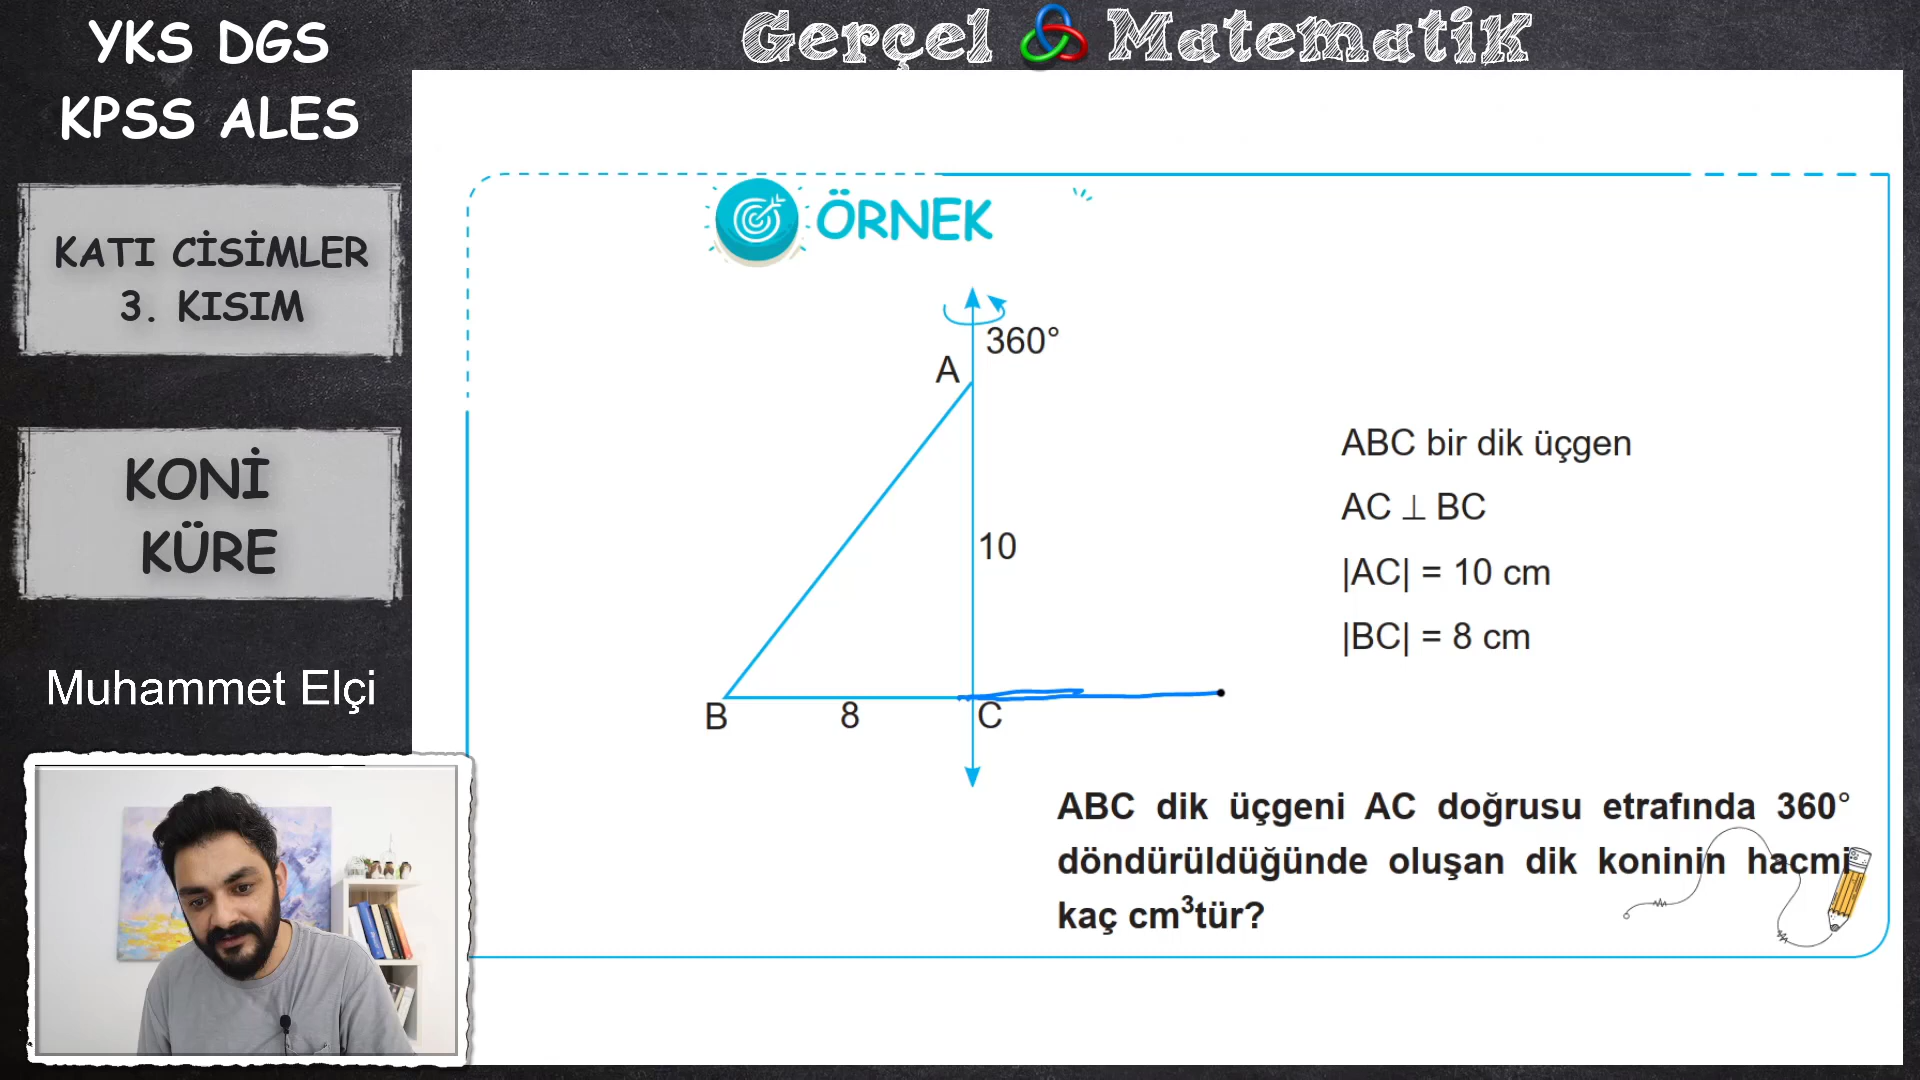 YKS DGS
KPSS ALES
Gerçel Matematik
KATI CİSİMLER
3. KISIM
KONİ
KÜRE
Muhammet Elçi
ÖRNEK
360°
A
10
B
8
C
ABC bir dik üçgen
AC ⊥ BC
|AC| = 10 cm
|BC| = 8 cm
ABC dik üçgeni AC doğrusu etrafında 360°
döndürüldüğünde oluşan dik koninin hacmi
kaç cm³tür?